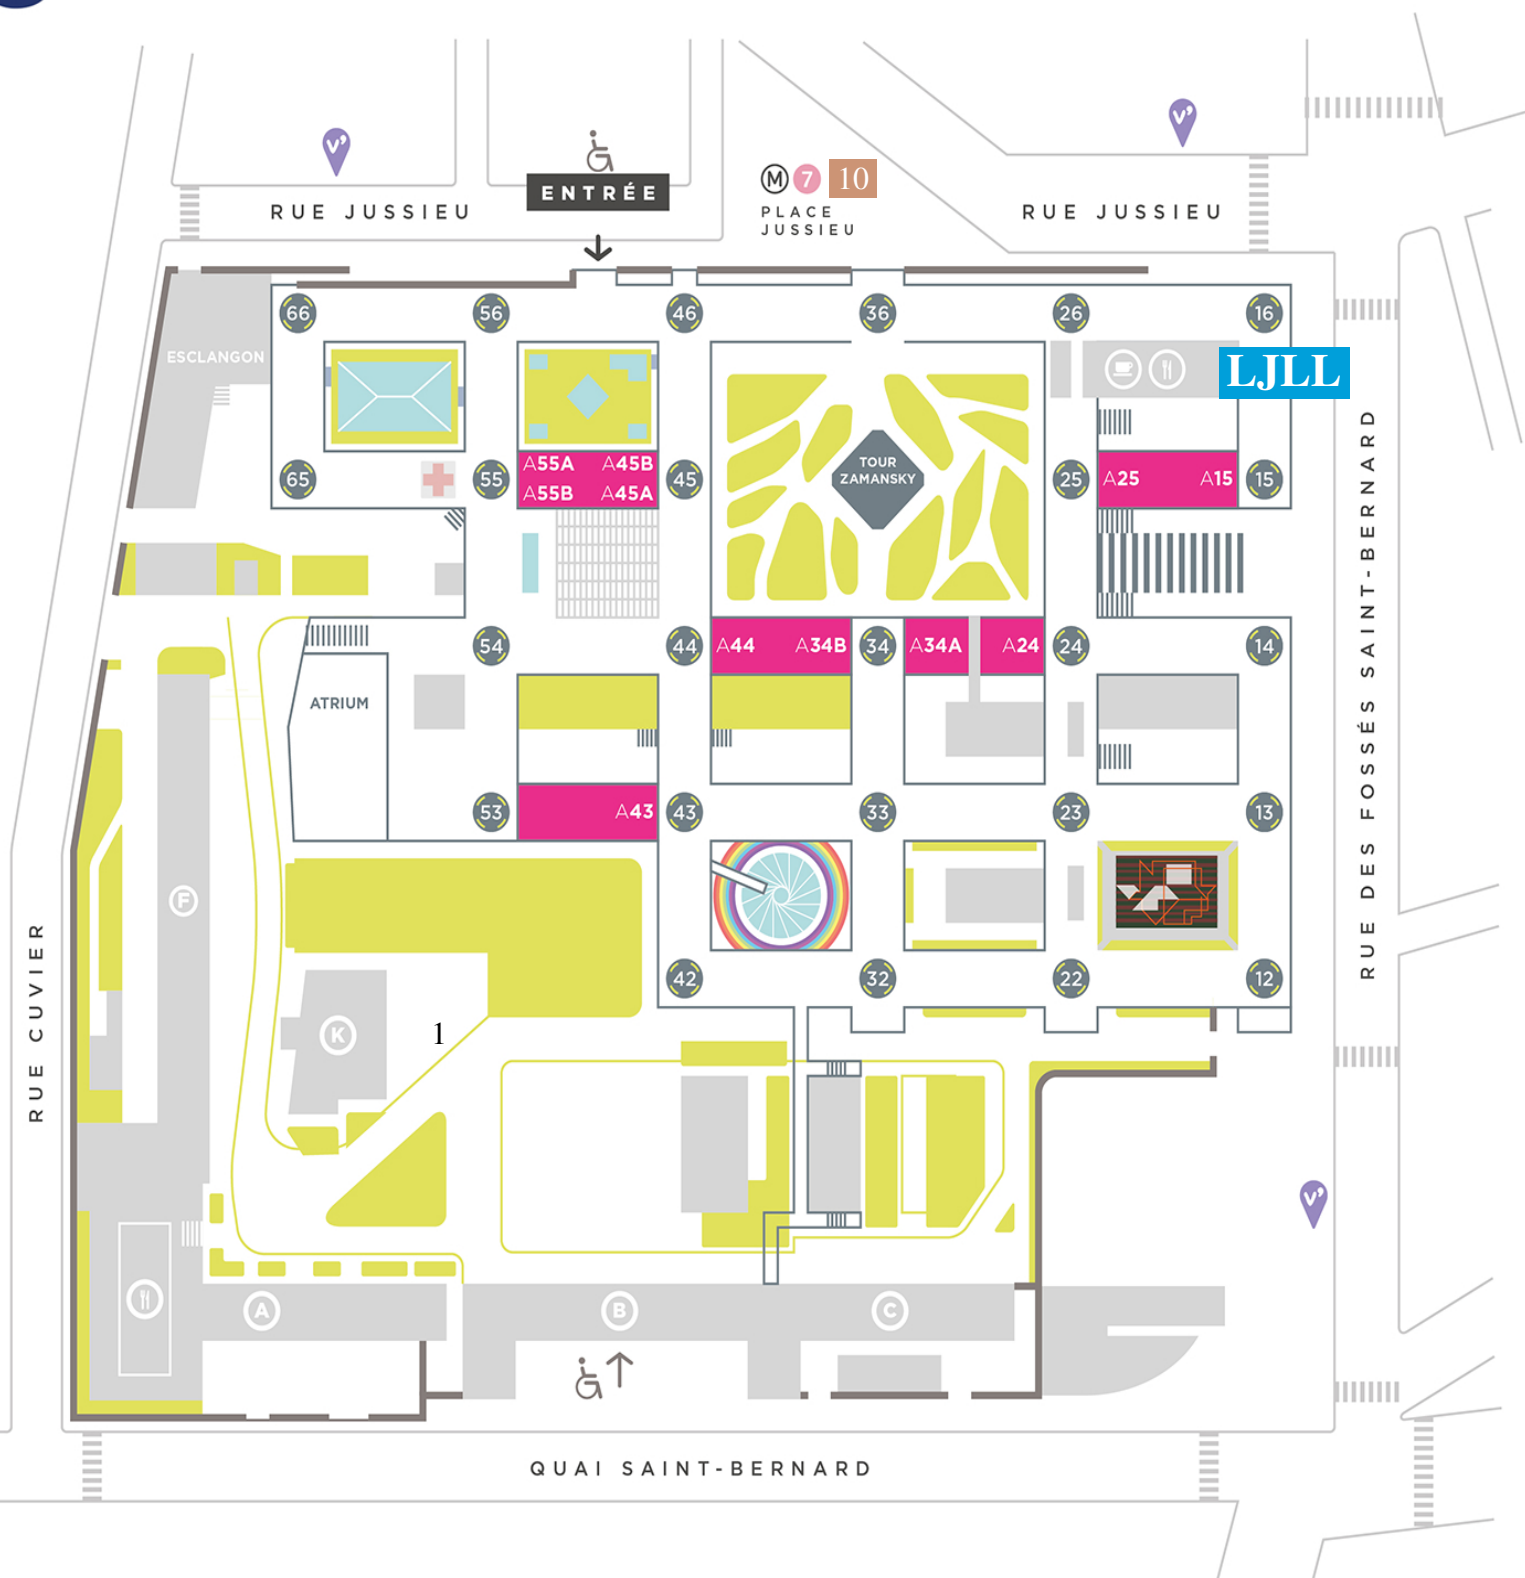 V'
V'
ENTRÉE
M 7 10
PLACE
JUSSIEU
RUE JUSSIEU
RUE JUSSIEU
66
56
46
36
26
16
ESCLANGON
LJLL
TOUR
ZAMANSKY
A55A A45B
A55B A45A
65
55
45
25
A25 A15
15
54
44
A44 A34B
34
A34A
A24
24
14
ATRIUM
53
A43
43
33
23
13
F
42
32
22
12
K
1
A
B
C
V'
RUE CUVIER
RUE DES FOSSÉS SAINT-BERNARD
QUAI SAINT-BERNARD